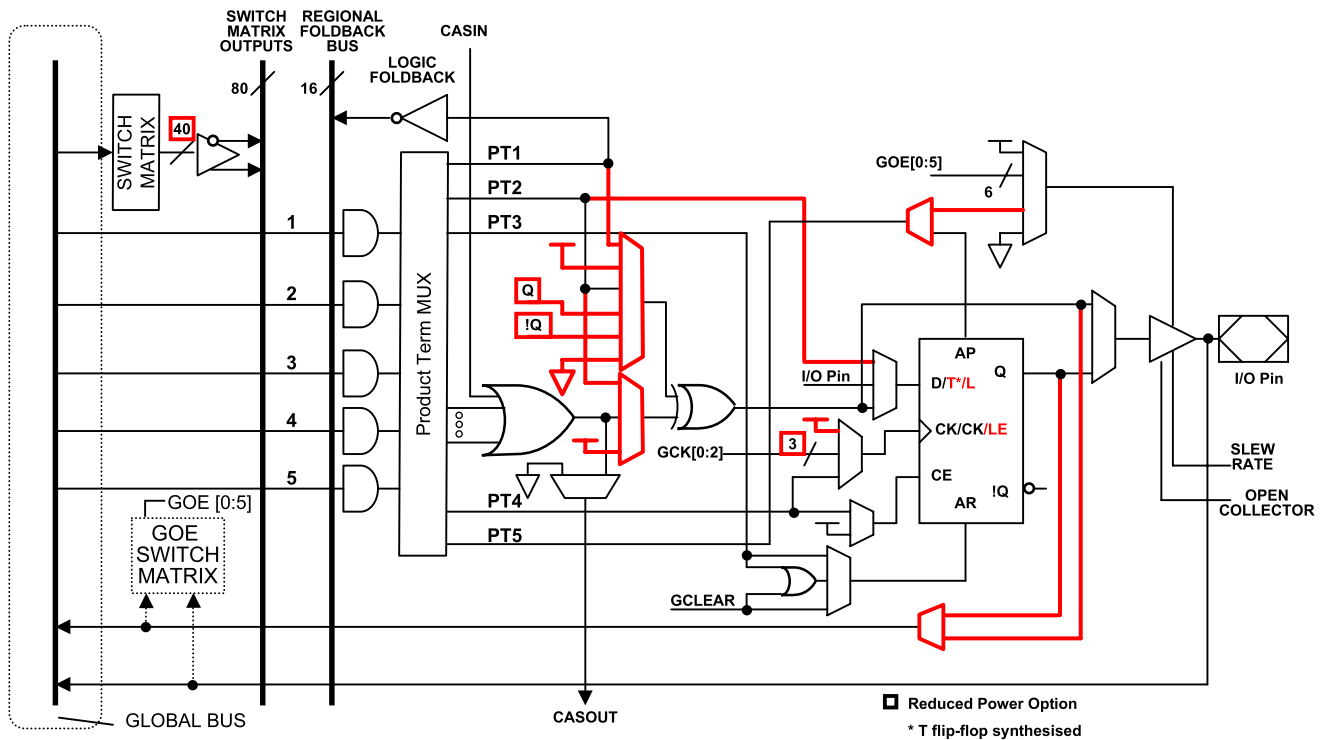 SWITCH
MATRIX
OUTPUTS
REGIONAL
FOLDBACK
BUS
CASIN
LOGIC
FOLDBACK
80
16
SWITCH
MATRIX
40
PT1
PT2
PT3
GOE[0:5]
6
1
2
3
4
5
Product Term MUX
Q
!Q
I/O Pin
AP
Q
D/T*/L
CK/CK/LE
CE
!Q
AR
I/O Pin
GCK[0:2]
3
SLEW
RATE
OPEN
COLLECTOR
PT4
PT5
GOE [0:5]
GOE
SWITCH
MATRIX
GCLEAR
GLOBAL BUS
CASOUT
Reduced Power Option
* T flip-flop synthesised